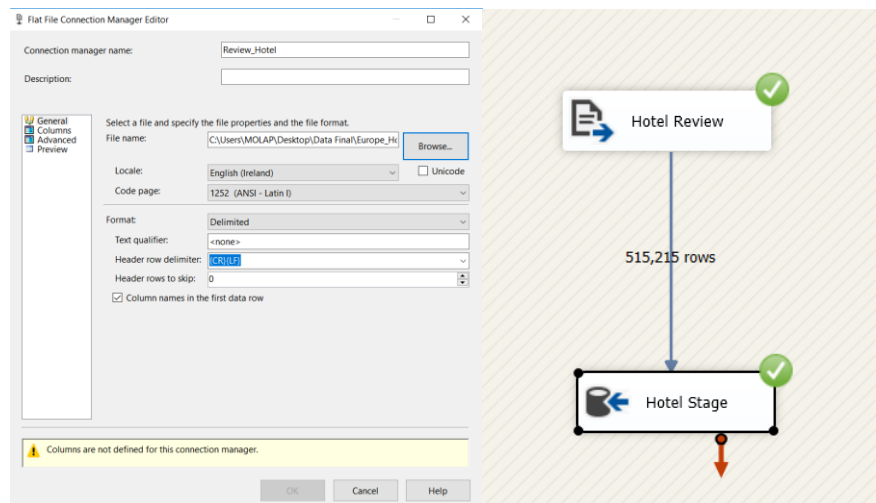 Flat File Connection Manager Editor
Connection manager name: Review_Hotel
Description:
General
Columns
Advanced
Preview
Select a file and specify the file properties and the file format.
File name: C:\Users\MOLAP\Desktop\Data Final\Europe_Ho Browse...
Locale: English (Ireland) Unicode
Code page: 1252 (ANSI - Latin I)
Format: Delimited
Text qualifier: <none>
Header row delimiter: {CR}{LF}
Header rows to skip: 0
Column names in the first data row
Columns are not defined for this connection manager.
OK Cancel Help
Hotel Review
515,215 rows
Hotel Stage